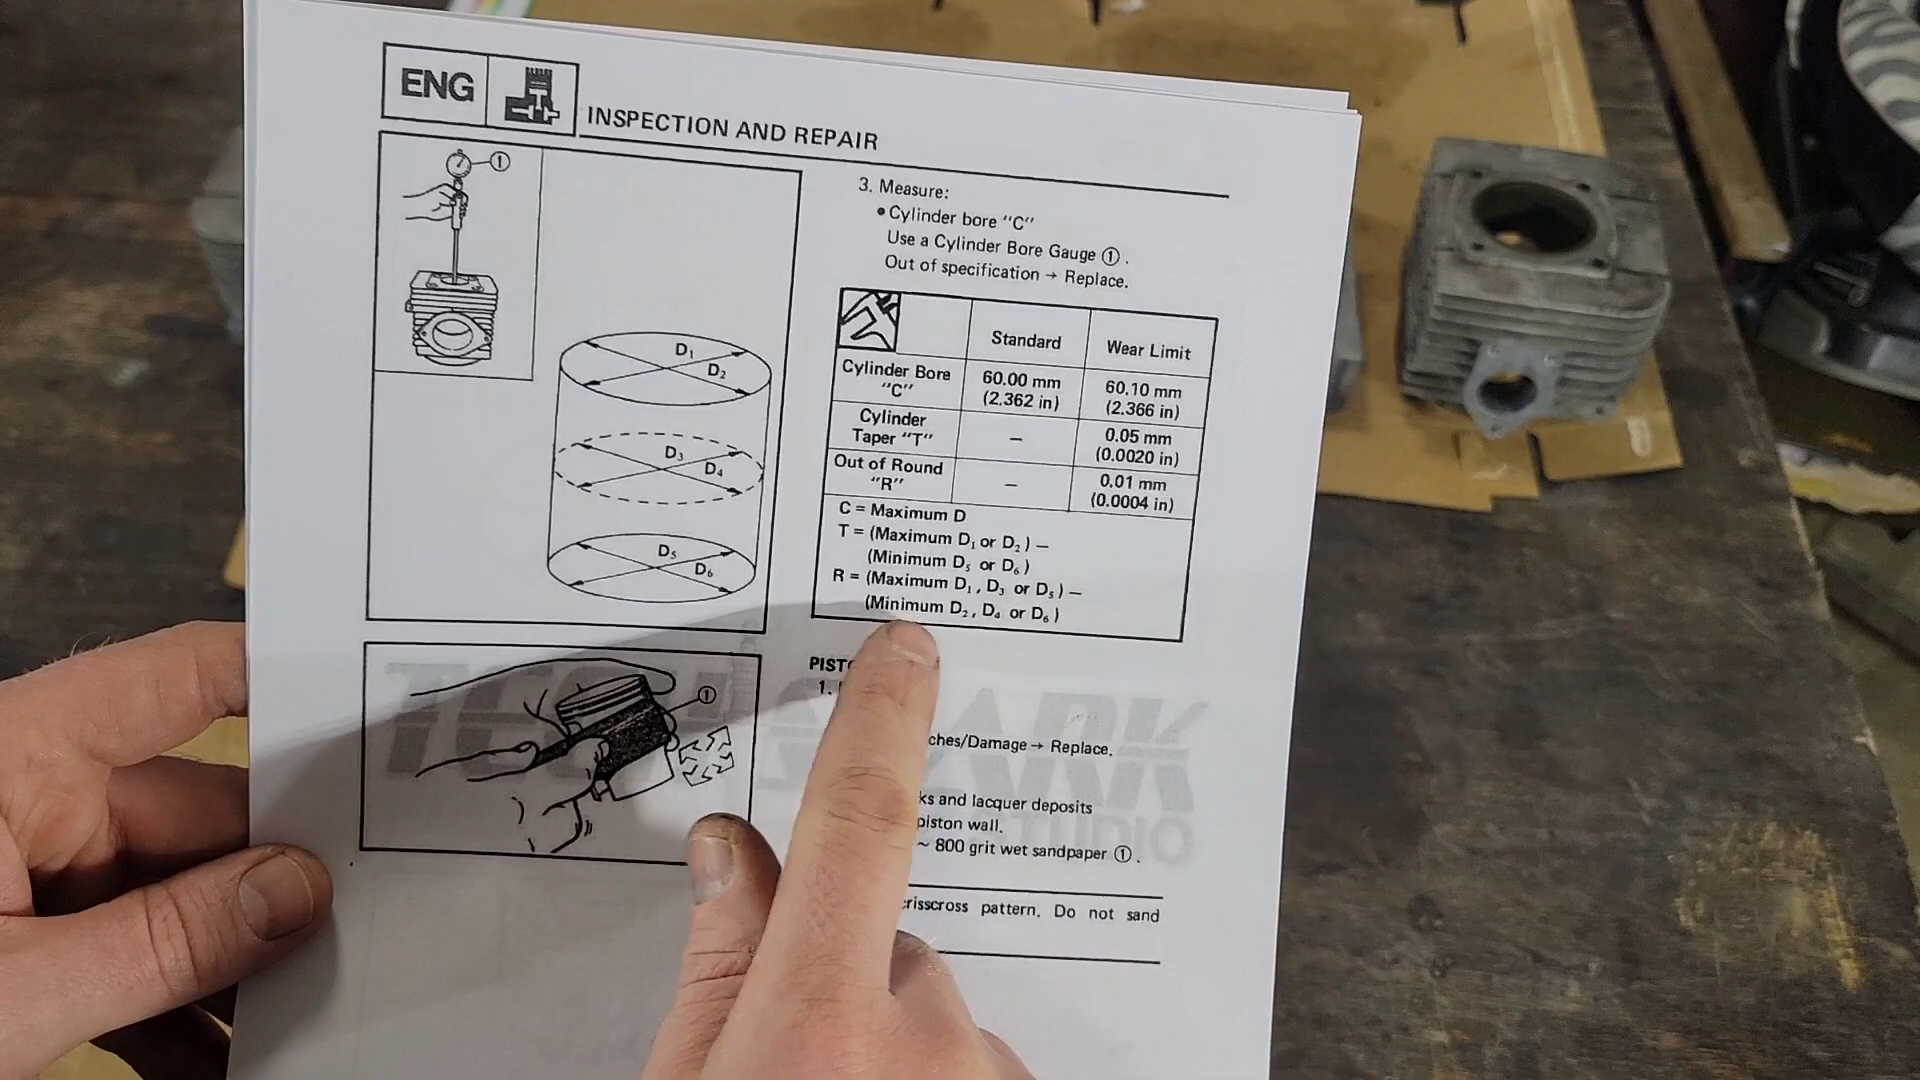 ENG
INSPECTION AND REPAIR
①
D₁
D₂
D₃
D₄
D₅
D₆
①
3. Measure:
• Cylinder bore "C"
Use a Cylinder Bore Gauge ①.
Out of specification → Replace.
Standard
Wear Limit
Cylinder Bore
"C"
60.00 mm
(2.362 in)
60.10 mm
(2.366 in)
Cylinder
Taper "T"
–
0.05 mm
(0.0020 in)
Out of Round
"R"
–
0.01 mm
(0.0004 in)
C = Maximum D
T = (Maximum D₁ or D₂) –
(Minimum D₅ or D₆)
R = (Maximum D₁, D₃ or D₅) –
(Minimum D₂, D₄ or D₆)
1.
Damage → Replace.
and lacquer deposits
piston wall.
~ 800 grit wet sandpaper ①.
pattern. Do not sand